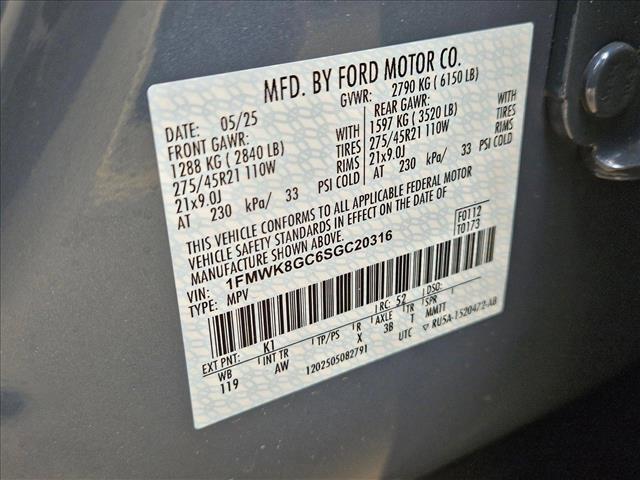 MFD. BY FORD MOTOR CO.
DATE: 05/25 GVWR: 2790 KG ( 6150 LB)
FRONT GAWR: REAR GAWR:
1288 KG ( 2840 LB) WITH 1597 KG ( 3520 LB) WITH
275/45R21 110W TIRES 275/45R21 110W TIRES
21x9.0J RIMS 21x9.0J RIMS
AT 230 kPa/ 33 PSI COLD AT 230 kPa/ 33 PSI COLD
THIS VEHICLE CONFORMS TO ALL APPLICABLE FEDERAL MOTOR
VEHICLE SAFETY STANDARDS IN EFFECT ON THE DATE OF
MANUFACTURE SHOWN ABOVE.
F0112
T0173
VIN: 1FMWK8GC6SGC20316
TYPE: MPV
EXT PNT: K1 RC: 52 DSO:
WB INT TR TP/PS R AXLE TR SPR
119 AW X 3B T MMTT
1202505082791 UTC ▽ RU5A-1520472-AB